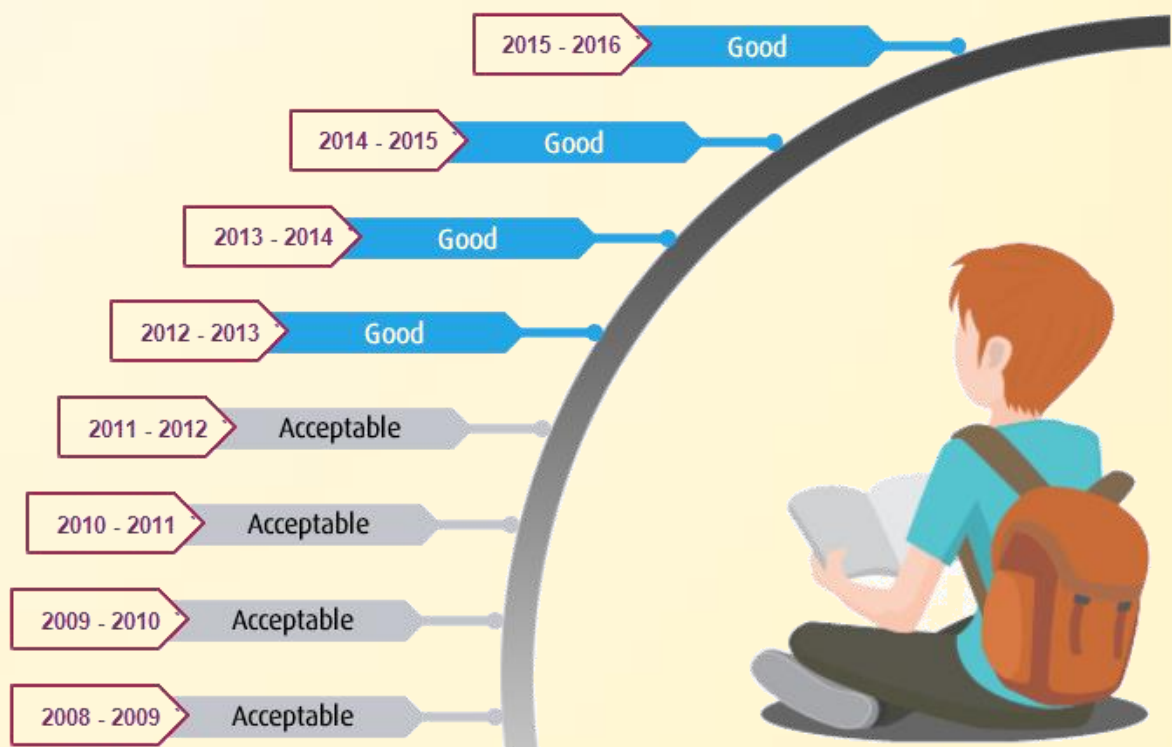 2015 - 2016 Good
2014 - 2015 Good
2013 - 2014 Good
2012 - 2013 Good
2011 - 2012 Acceptable
2010 - 2011 Acceptable
2009 - 2010 Acceptable
2008 - 2009 Acceptable